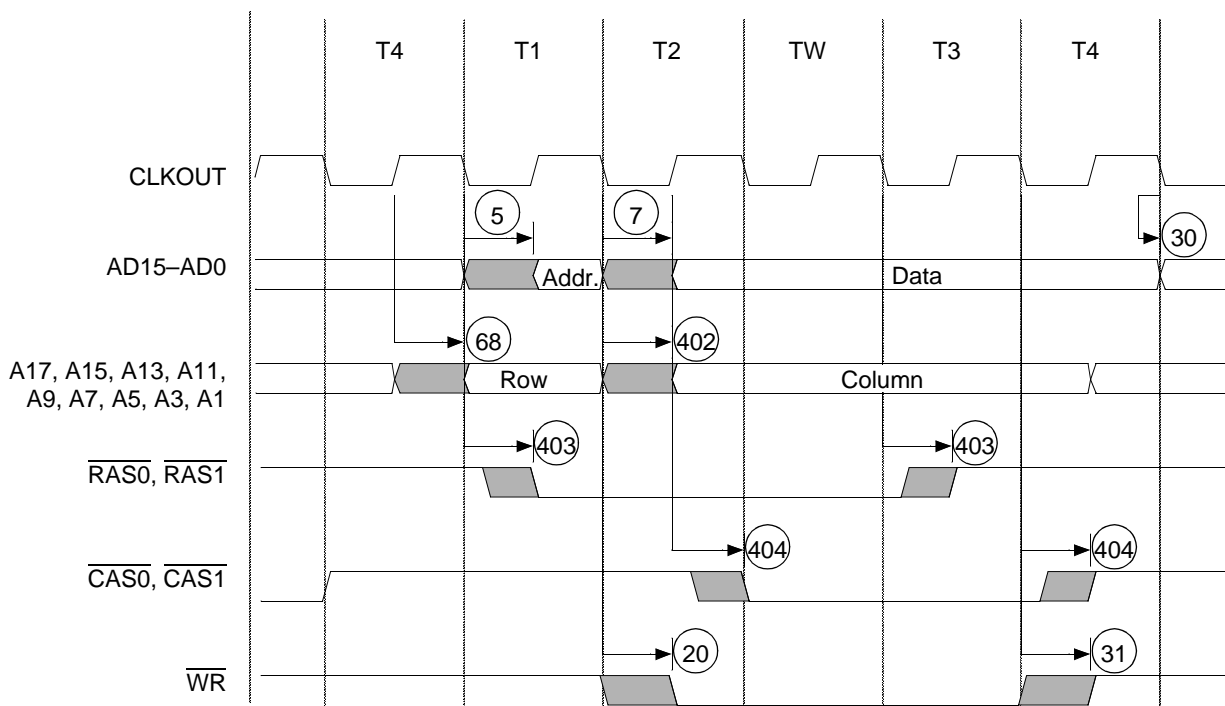 T4 T1 T2 TW T3 T4
CLKOUT
5 7
30
AD15–AD0
Addr. Data
68 402
A17, A15, A13, A11,
A9, A7, A5, A3, A1
Row Column
403 403
RAS0, RAS1
404 404
CAS0, CAS1
20 31
WR